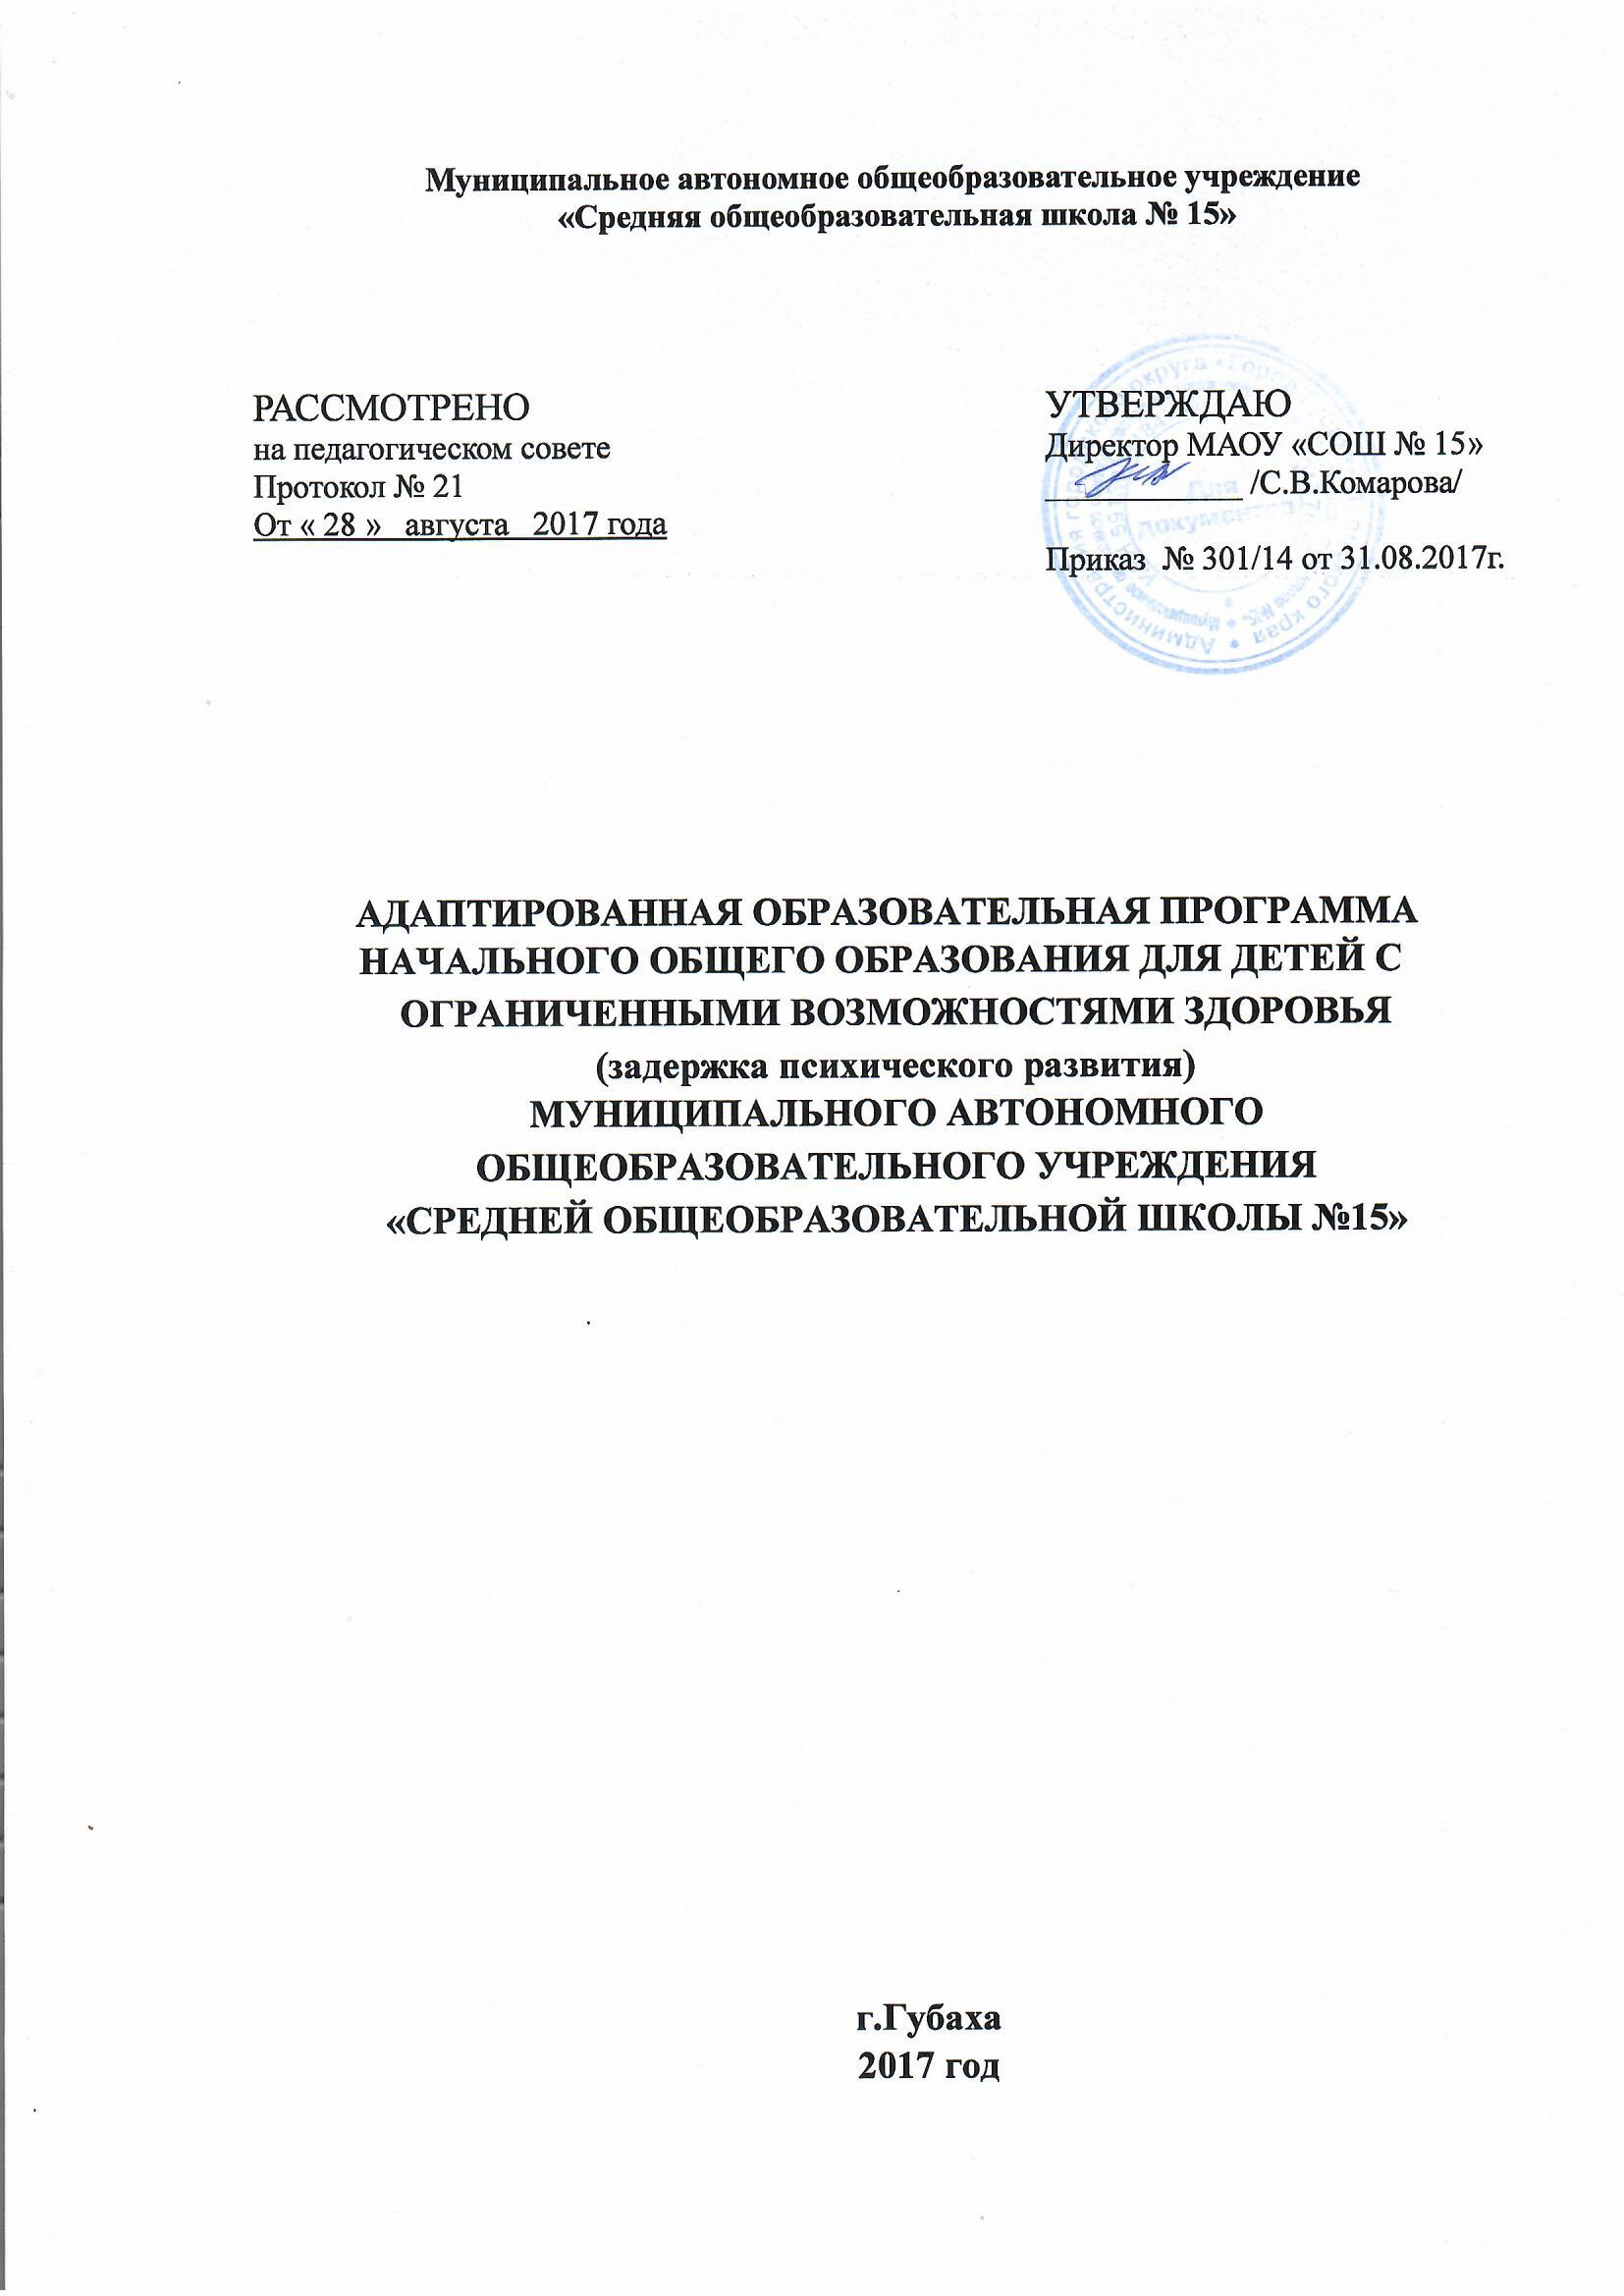 Муниципальное автономное общеобразовательное учреждение
«Средняя общеобразовательная школа № 15»
РАССМОТРЕНО
на педагогическом совете
Протокол № 21
От « 28 » августа 2017 года
УТВЕРЖДАЮ
Директор МАОУ «СОШ № 15»
/С.В.Комарова/
Приказ № 301/14 от 31.08.2017г.
Для
документов
АДАПТИРОВАННАЯ ОБРАЗОВАТЕЛЬНАЯ ПРОГРАММА
НАЧАЛЬНОГО ОБЩЕГО ОБРАЗОВАНИЯ ДЛЯ ДЕТЕЙ С
ОГРАНИЧЕННЫМИ ВОЗМОЖНОСТЯМИ ЗДОРОВЬЯ
(задержка психического развития)
МУНИЦИПАЛЬНОГО АВТОНОМНОГО
ОБЩЕОБРАЗОВАТЕЛЬНОГО УЧРЕЖДЕНИЯ
«СРЕДНЕЙ ОБЩЕОБРАЗОВАТЕЛЬНОЙ ШКОЛЫ №15»
г.Губаха
2017 год